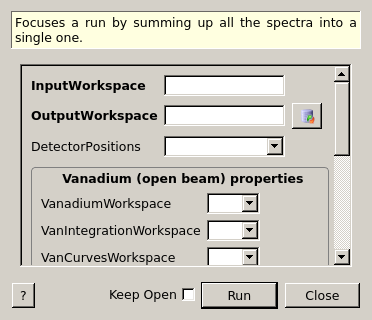 Focuses a run by summing up all the spectra into a
single one.
InputWorkspace
OutputWorkspace
DetectorPositions
Vanadium (open beam) properties
VanadiumWorkspace
VanIntegrationWorkspace
VanCurvesWorkspace
? Keep Open Run Close